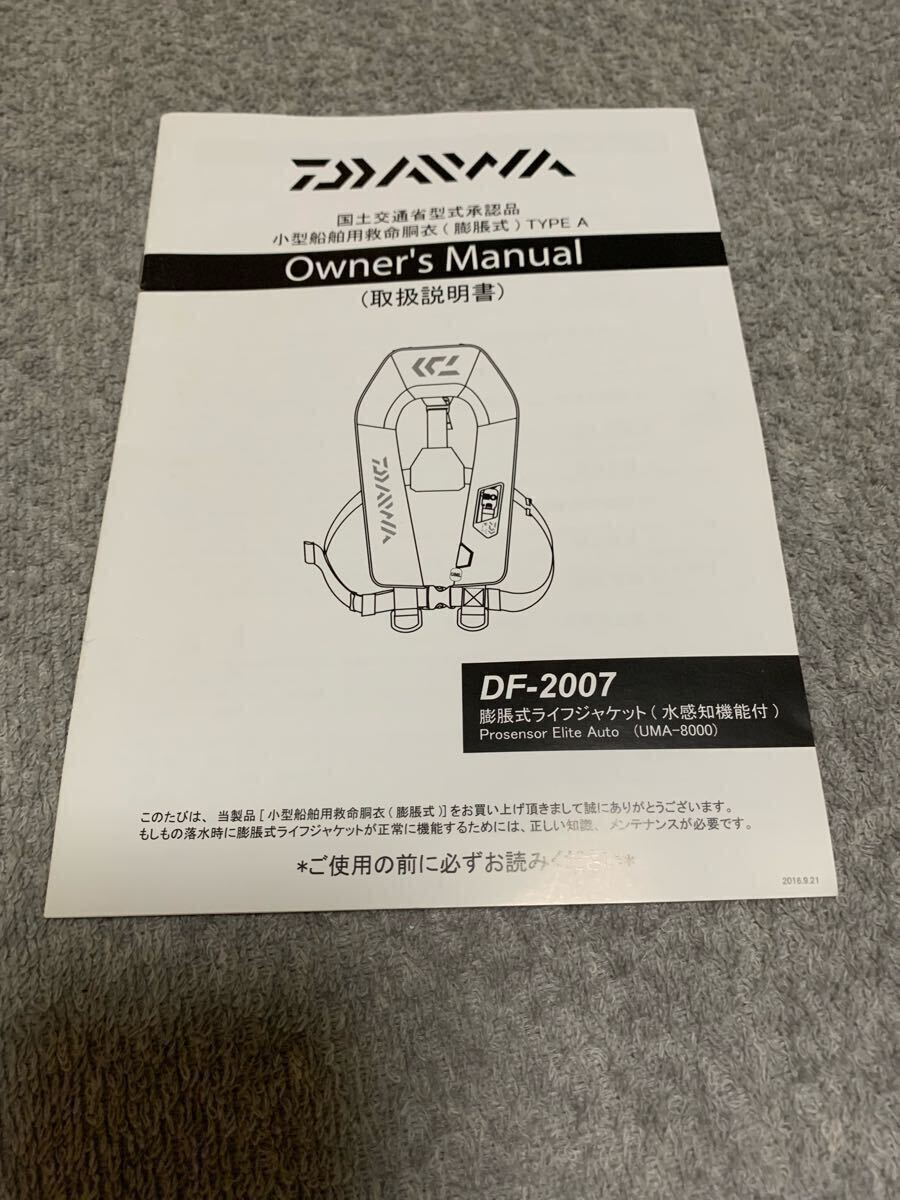 DAIWA
国土交通省型式承認品
小型船舶用救命胴衣(膨脹式)TYPE A
Owner's Manual
(取扱説明書)
DAIWA
DF-2007
膨脹式ライフジャケット(水感知機能付)
Prosensor Elite Auto (UMA-8000)
このたびは、当製品[小型船舶用救命胴衣(膨脹式)]をお買い上げ頂きまして誠にありがとうございます。
もしもの落水時に膨脹式ライフジャケットが正常に機能するためには、正しい知識、メンテナンスが必要です。
*ご使用の前に必ずお読みください*
2016.9.21